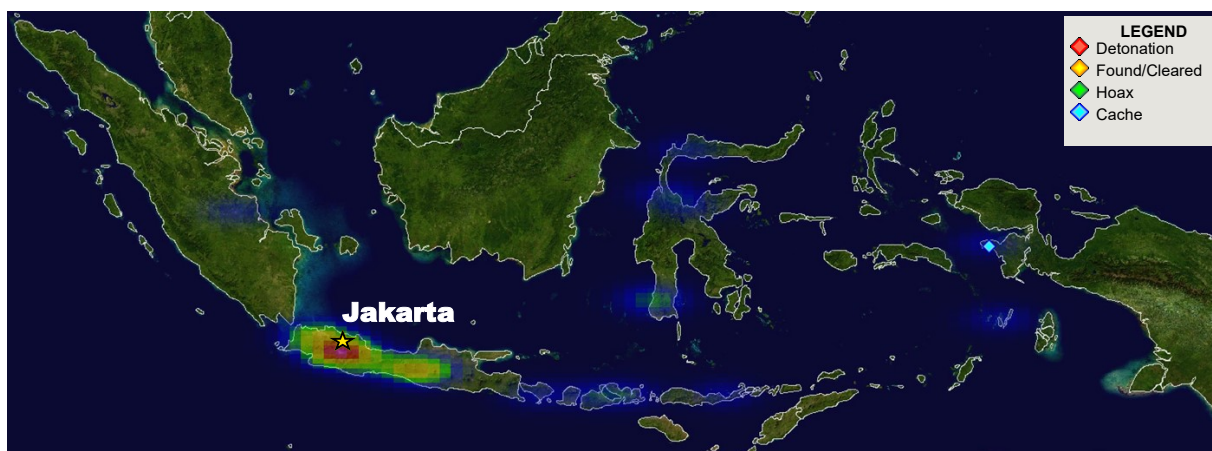 LEGEND
Detonation
Found/Cleared
Hoax
Cache
Jakarta